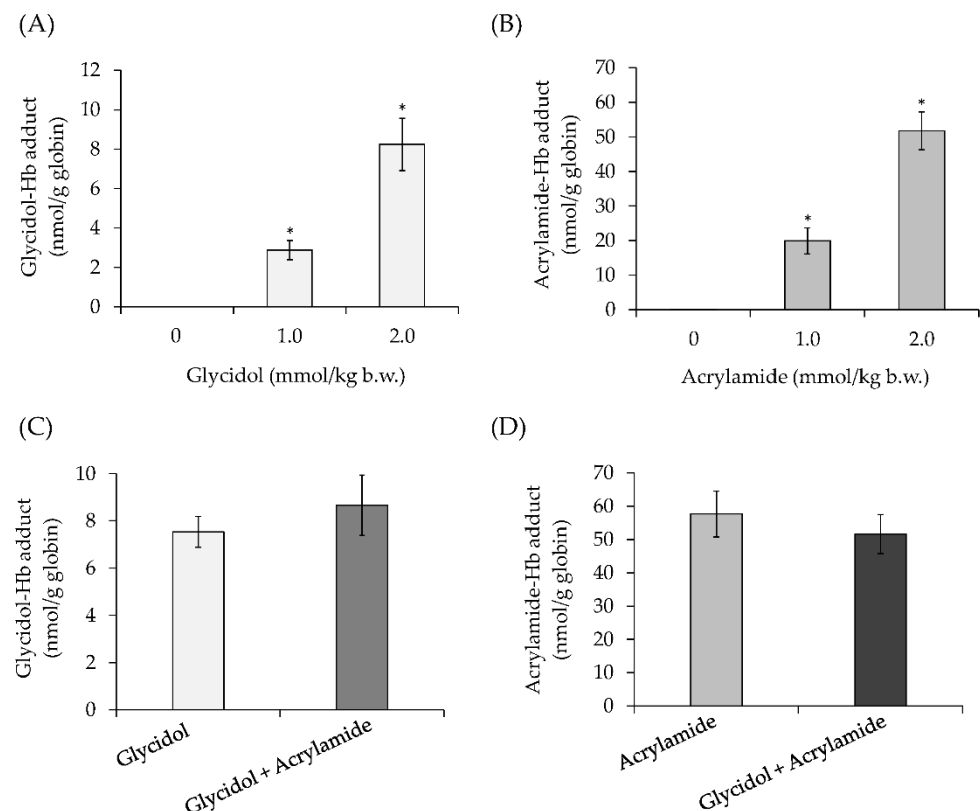 (A)
Glycidol-Hb adduct
(nmol/g globin)
12
10
8
6
4
2
0
*
*
0 1.0 2.0
Glycidol (mmol/kg b.w.)
(B)
Acrylamide-Hb adduct
(nmol/g globin)
70
60
50
40
30
20
10
0
*
*
0 1.0 2.0
Acrylamide (mmol/kg b.w.)
(C)
Glycidol-Hb adduct
(nmol/g globin)
10
8
6
4
2
0
Glycidol
Glycidol + Acrylamide
(D)
Acrylamide-Hb adduct
(nmol/g globin)
70
60
50
40
30
20
10
0
Acrylamide
Glycidol + Acrylamide